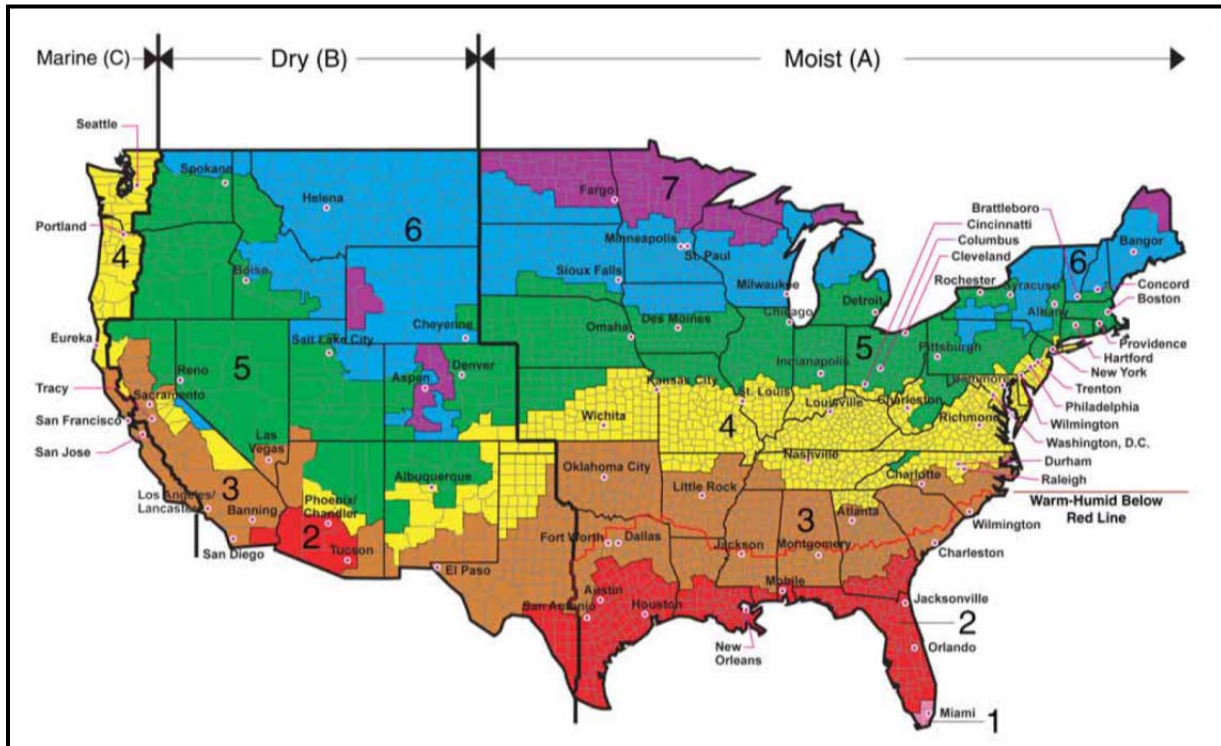 Marine (C)
Dry (B)
Moist (A)
Seattle
Spokane
Helena
6
Fargo
7
Brattleboro
Cincinnatti
Columbus
Cleveland
Portland
4
Minneapolis
St. Paul
Rochester
Syracuse
6
Bangor
Boise
Sioux Falls
Milwaukee
Detroit
Albany
Concord
Boston
Cheyenne
Omaha
Des Moines
Chicago
Eureka
Salt Lake City
Pittsburgh
Providence
Reno
5
Aspen
Denver
Indianapolis
5
Hartford
New York
Tracy
Sacramento
Kansas City
St. Louis
Louisville
Charleston
Baltimore
Trenton
Philadelphia
San Francisco
Wichita
4
Richmond
Wilmington
San Jose
Las
Vegas
Washington, D.C.
Albuquerque
Oklahoma City
Nashville
Charlotte
Durham
Raleigh
3
Los Angeles/
Lancaster
Banning
Phoenix/
Chandler
Little Rock
3
Atlanta
Warm-Humid Below
Red Line
2
Wilmington
San Diego
Tucson
El Paso
Fort Worth
Dallas
Jackson
Montgomery
Charleston
Austin
San Antonio
Houston
Mobile
Jacksonville
2
New
Orleans
Orlando
Miami
1